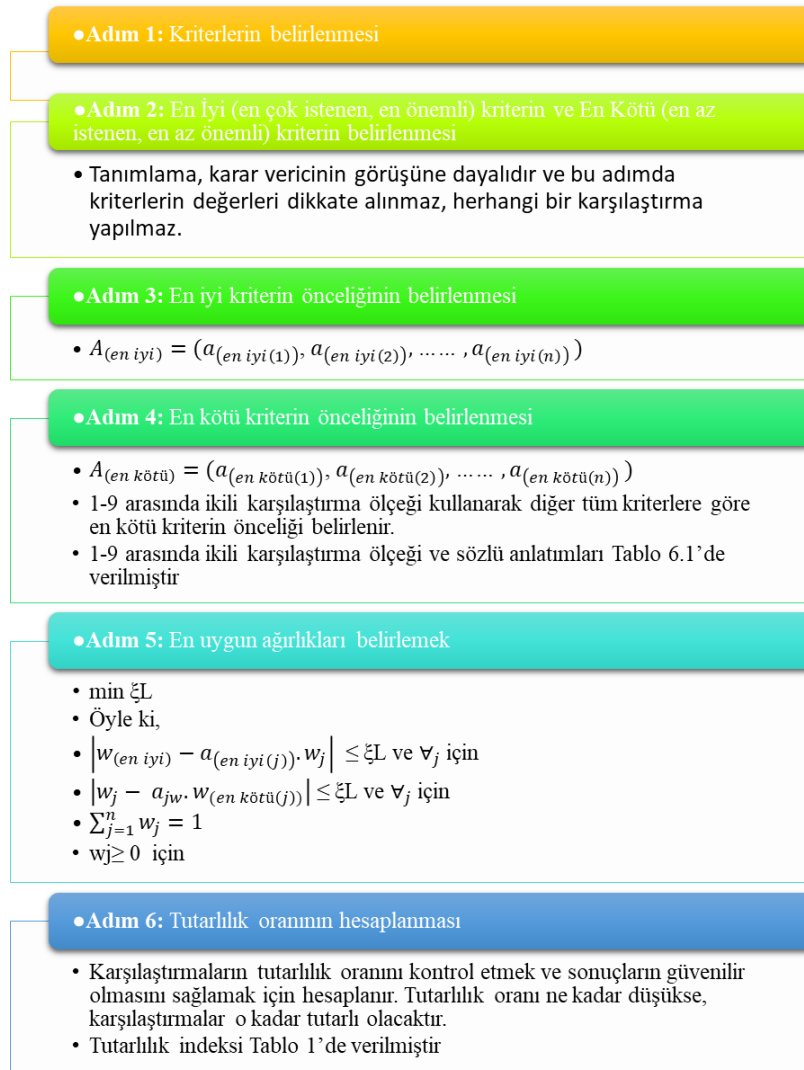 ●Adım 1: Kriterlerin belirlenmesi
●Adım 2: En İyi (en çok istenen, en önemli) kriterin ve En Kötü (en az
istenen, en az önemli) kriterin belirlenmesi
• Tanımlama, karar vericinin görüşüne dayalıdır ve bu adımda
kriterlerin değerleri dikkate alınmaz, herhangi bir karşılaştırma
yapılmaz.
●Adım 3: En iyi kriterin önceliğinin belirlenmesi
• A(en iyi) = (a(en iyi(1)), a(en iyi(2)), … … , a(en iyi(n)) )
●Adım 4: En kötü kriterin önceliğinin belirlenmesi
• A(en kötü) = (a(en kötü(1)), a(en kötü(2)), … … , a(en kötü(n)) )
• 1-9 arasında ikili karşılaştırma ölçeği kullanarak diğer tüm kriterlere göre
en kötü kriterin önceliği belirlenir.
• 1-9 arasında ikili karşılaştırma ölçeği ve sözlü anlatımları Tablo 6.1’de
verilmiştir
●Adım 5: En uygun ağırlıkları belirlemek
• min ξL
• Öyle ki,
• |w(en iyi) − a(en iyi(j)). wj| ≤ ξL ve ∀j için
• |wj − ajw. w(en kötü(j))| ≤ ξL ve ∀j için
• ∑ⁿj=1 wj = 1
• wj≥ 0 için
●Adım 6: Tutarlılık oranının hesaplanması
• Karşılaştırmaların tutarlılık oranını kontrol etmek ve sonuçların güvenilir
olmasını sağlamak için hesaplanır. Tutarlılık oranı ne kadar düşükse,
karşılaştırmalar o kadar tutarlı olacaktır.
• Tutarlılık indeksi Tablo 1’de verilmiştir